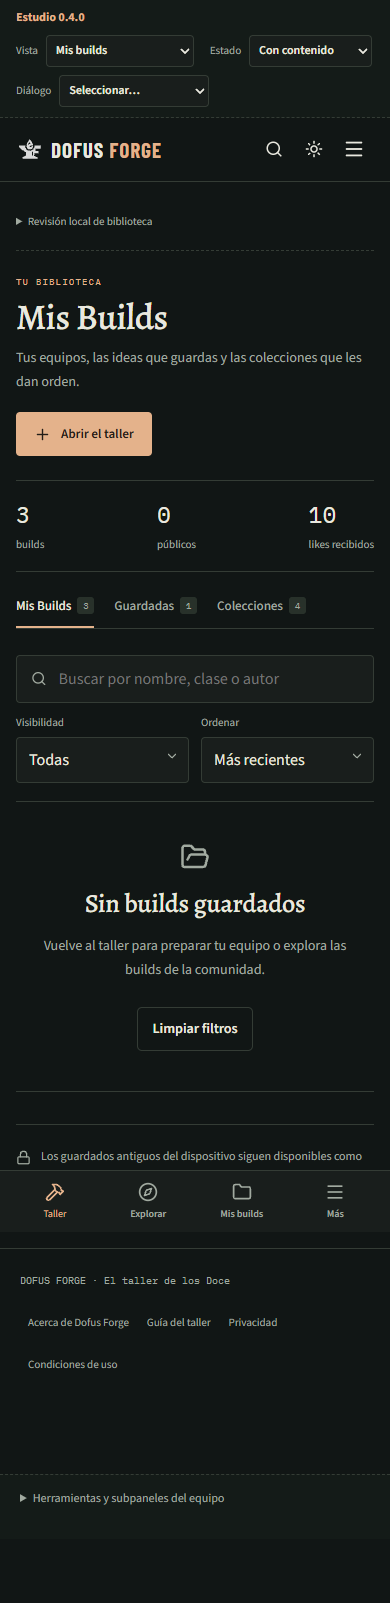 Estudio 0.4.0
Vista Mis builds Estado Con contenido
Diálogo Seleccionar...
DOFUS FORGE
Revisión local de biblioteca
TU BIBLIOTECA
Mis Builds
Tus equipos, las ideas que guardas y las colecciones que les
dan orden.
Abrir el taller
3 0 10
builds públicos likes recibidos
Mis Builds 3 Guardadas 1 Colecciones 4
Buscar por nombre, clase o autor
Visibilidad Ordenar
Todas Más recientes
Sin builds guardados
Vuelve al taller para preparar tu equipo o explora las
builds de la comunidad.
Limpiar filtros
Los guardados antiguos del dispositivo siguen disponibles como
Taller Explorar Mis builds Más
DOFUS FORGE · El taller de los Doce
Acerca de Dofus Forge Guía del taller Privacidad
Condiciones de uso
Herramientas y subpaneles del equipo